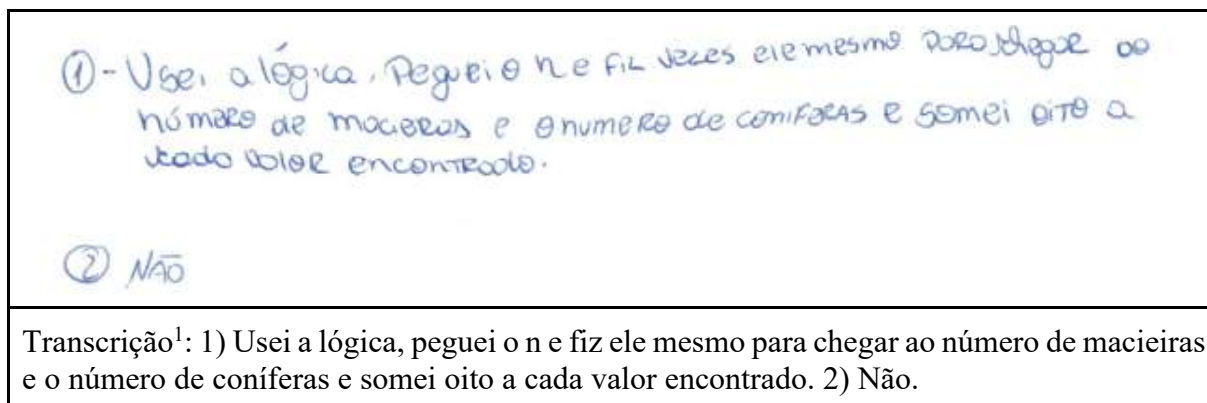 ①- Usei a lógica. Peguei o n e fiz vezes ele mesmo para chegar ao
número de macieras e o numero de coniferas e somei oito a
cada valor encontrado.
② NÃO
Transcrição¹: 1) Usei a lógica, peguei o n e fiz ele mesmo para chegar ao número de macieiras
e o número de coníferas e somei oito a cada valor encontrado. 2) Não.